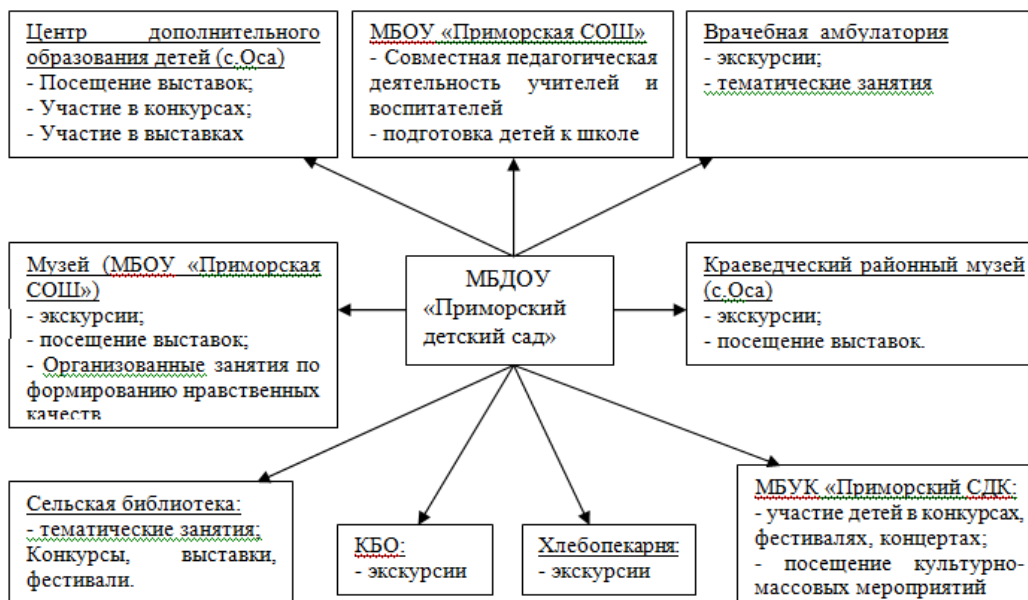 Центр дополнительного
образования детей (с.Оса)
- Посещение выставок;
- Участие в конкурсах;
- Участие в выставках
МБОУ «Приморская СОШ»
- Совместная педагогическая
деятельность учителей и
воспитателей
- подготовка детей к школе
Врачебная амбулатория
- экскурсии;
- тематические занятия
Музей (МБОУ «Приморская
СОШ»)
- экскурсии;
- посещение выставок;
- Организованные занятия по
формированию нравственных
качеств
МБДОУ
«Приморский
детский сад»
Краеведческий районный музей
(с.Оса)
- экскурсии;
- посещение выставок.
Сельская библиотека:
- тематические занятия;
Конкурсы, выставки,
фестивали.
КБО:
- экскурсии
Хлебопекарня:
- экскурсии
МБУК «Приморский СДК:
- участие детей в конкурсах,
фестивалях, концертах;
- посещение культурно-
массовых мероприятий